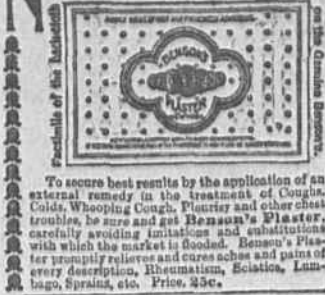 Facsimile of the Backcloth
on the Genuine Benson's.
BENSON'S
PLASTER
To secure best results by the application of an
external remedy in the treatment of Coughs,
Colds, Whooping Cough, Pleurisy and other chest
troubles, be sure and get Benson's Plaster,
carefully avoiding imitations and substitutions
with which the market is flooded. Benson's Plas-
ter promptly relieves and cures aches and pains of
every description, Rheumatism, Sciatica, Lum-
bago, Sprains, etc. Price, 25c.